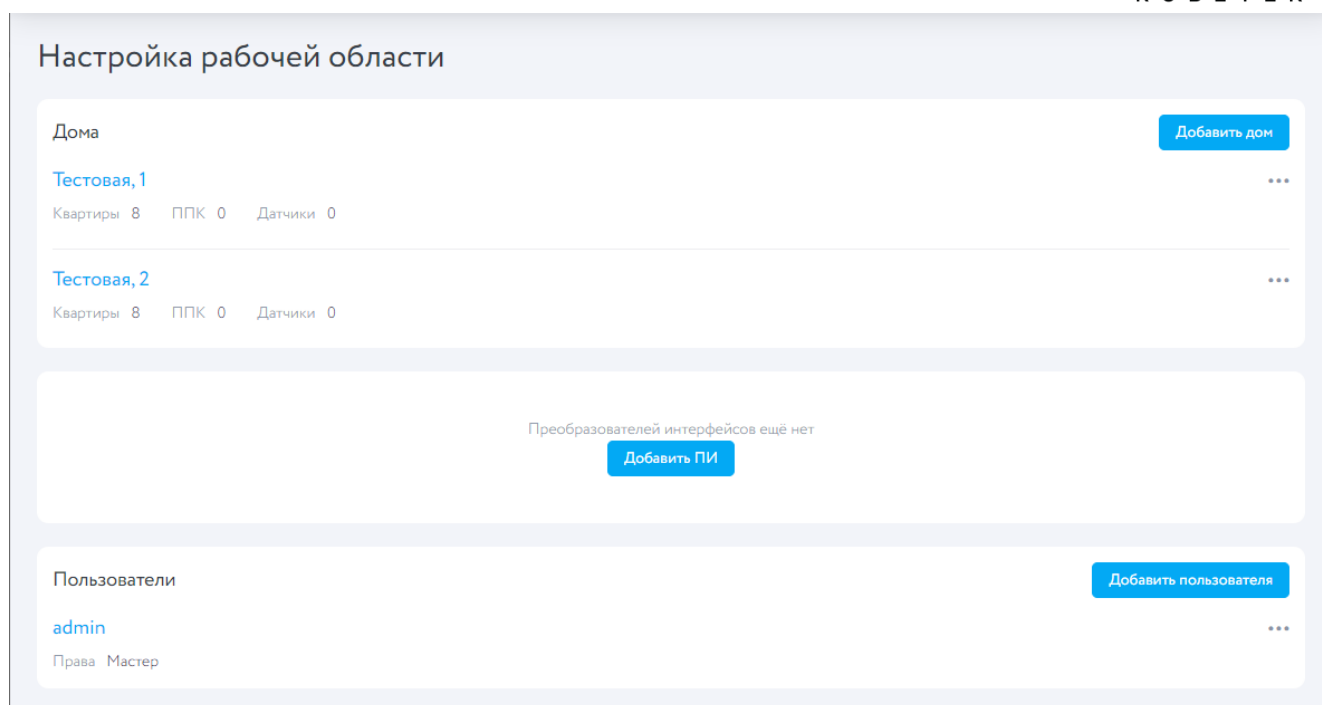 Настройка рабочей области
Дома
Добавить дом
Тестовая, 1
Квартиры 8 ППК 0 Датчики 0
Тестовая, 2
Квартиры 8 ППК 0 Датчики 0
Преобразователей интерфейсов ещё нет
Добавить ПИ
Пользователи
Добавить пользователя
admin
Права Мастер